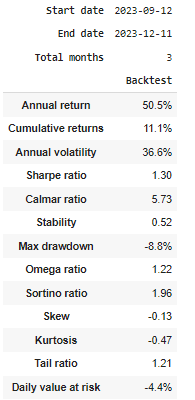 Start date 2023-09-12
End date 2023-12-11
Total months 3
Backtest
Annual return 50.5%
Cumulative returns 11.1%
Annual volatility 36.6%
Sharpe ratio 1.30
Calmar ratio 5.73
Stability 0.52
Max drawdown -8.8%
Omega ratio 1.22
Sortino ratio 1.96
Skew -0.13
Kurtosis -0.47
Tail ratio 1.21
Daily value at risk -4.4%